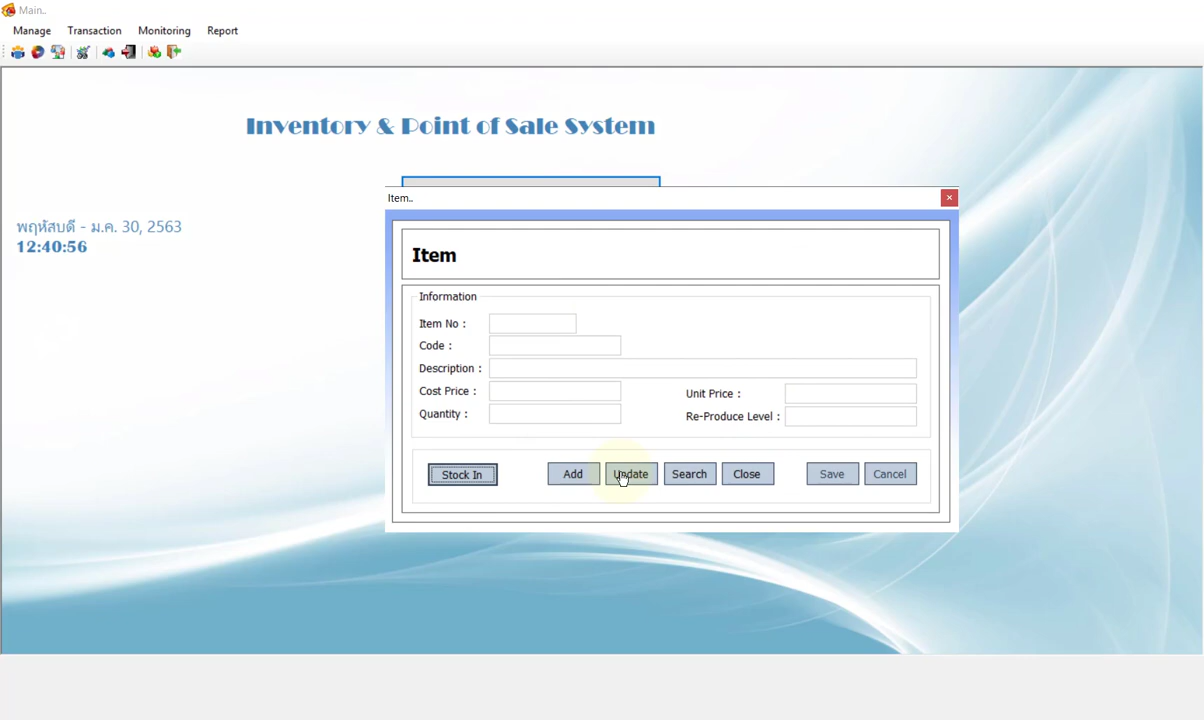 Main..
Manage Transaction Monitoring Report
Inventory & Point of Sale System
พฤหัสบดี - ม.ค. 30, 2563
12:40:56
Item..
Item
Information
Item No :
Code :
Description :
Cost Price : Unit Price :
Quantity : Re-Produce Level :
Stock In Add Update Search Close Save Cancel